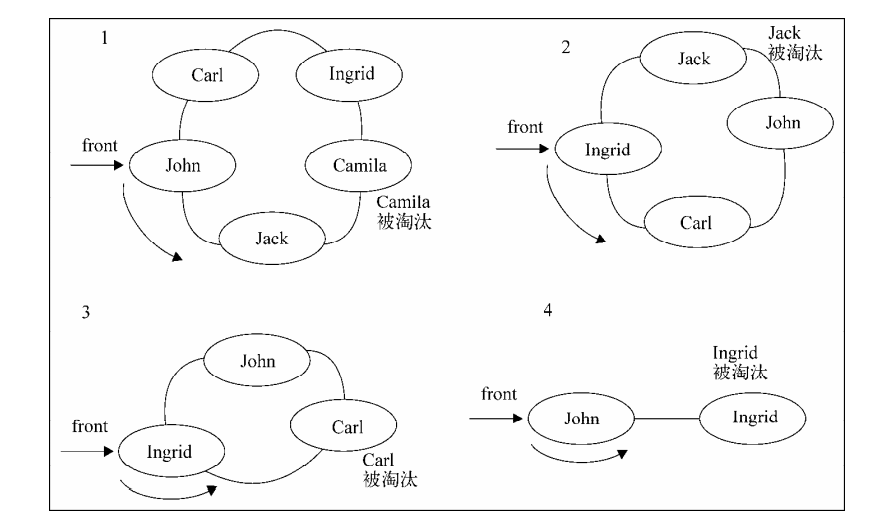 1
Carl
Ingrid
front
John
Camila
Camila
被淘汰
Jack
2
Jack
被淘汰
Jack
John
front
Ingrid
Carl
3
John
front
Ingrid
Carl
Carl
被淘汰
4
Ingrid
被淘汰
front
John
Ingrid